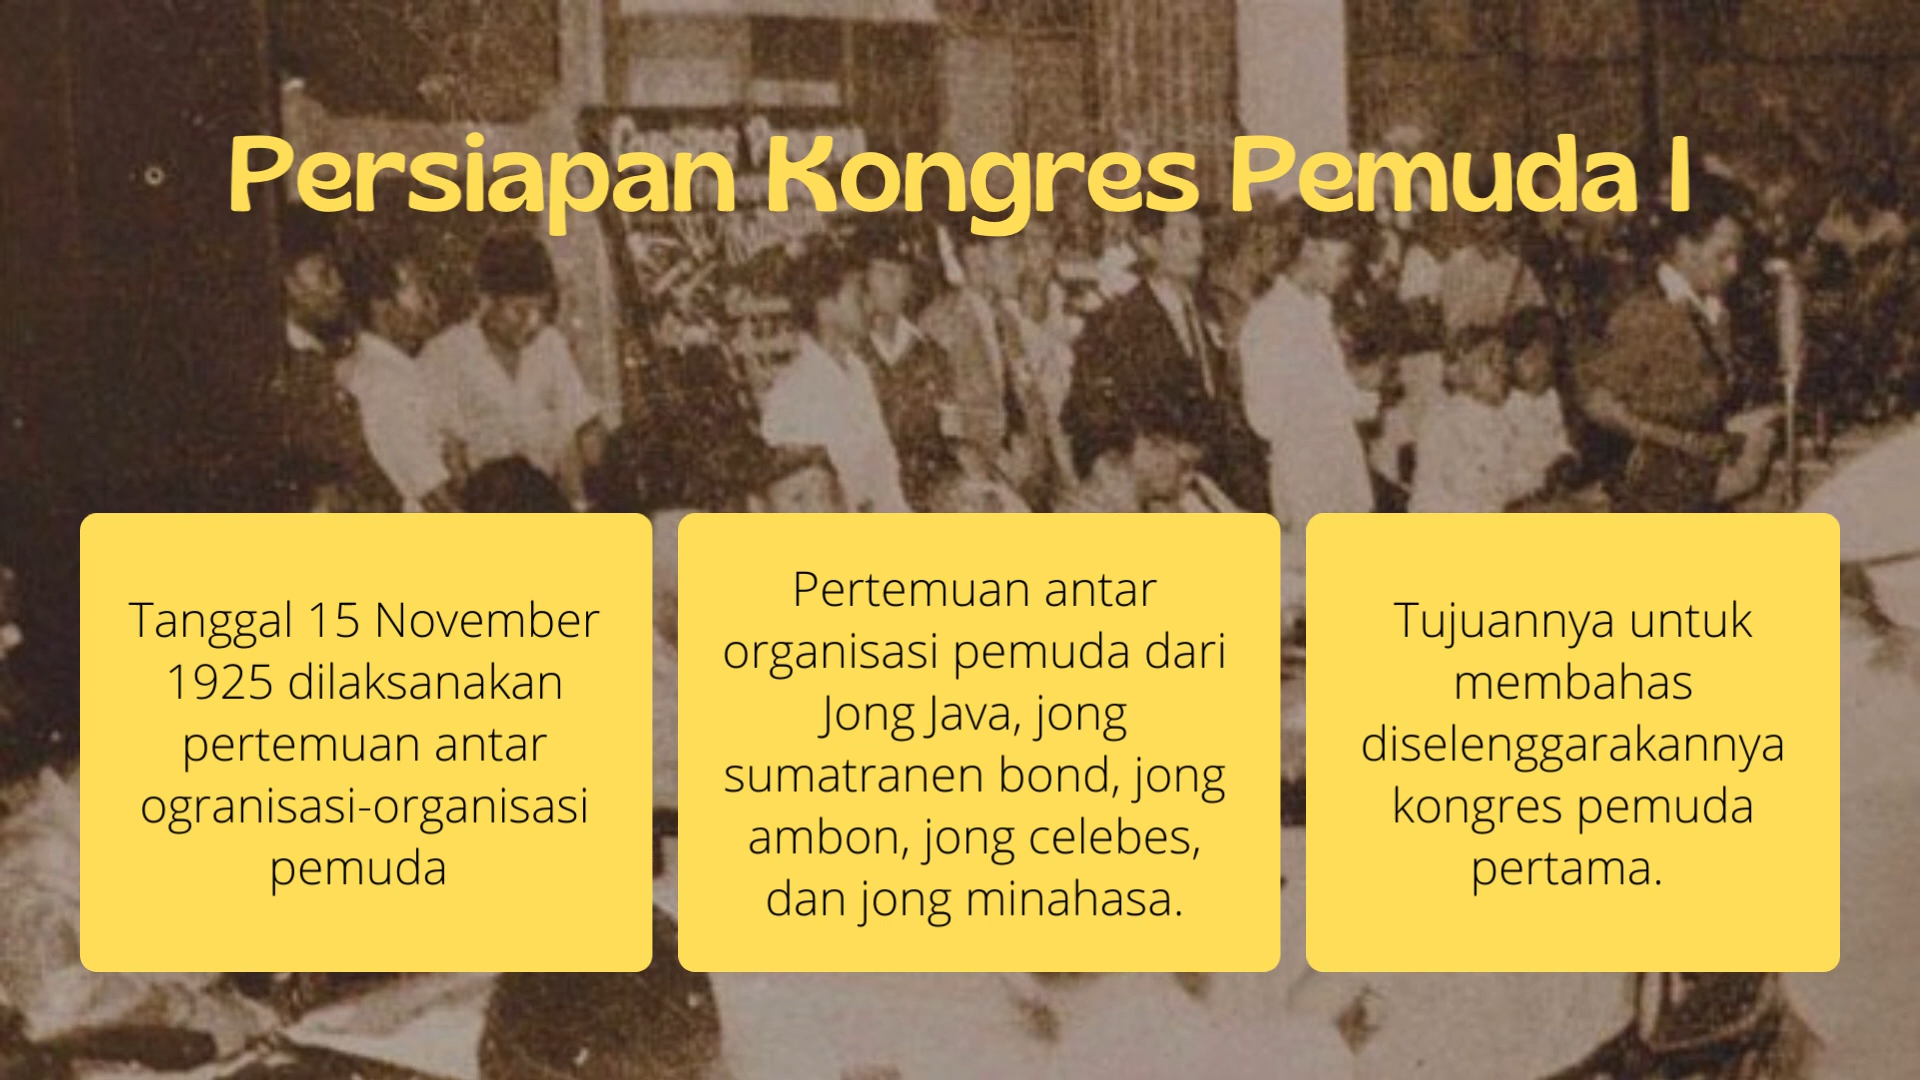 Persiapan Kongres Pemuda I
Tanggal 15 November
1925 dilaksanakan
pertemuan antar
ogranisasi-organisasi
pemuda
Pertemuan antar
organisasi pemuda dari
Jong Java, jong
sumatranen bond, jong
ambon, jong celebes,
dan jong minahasa.
Tujuannya untuk
membahas
diselenggarakannya
kongres pemuda
pertama.